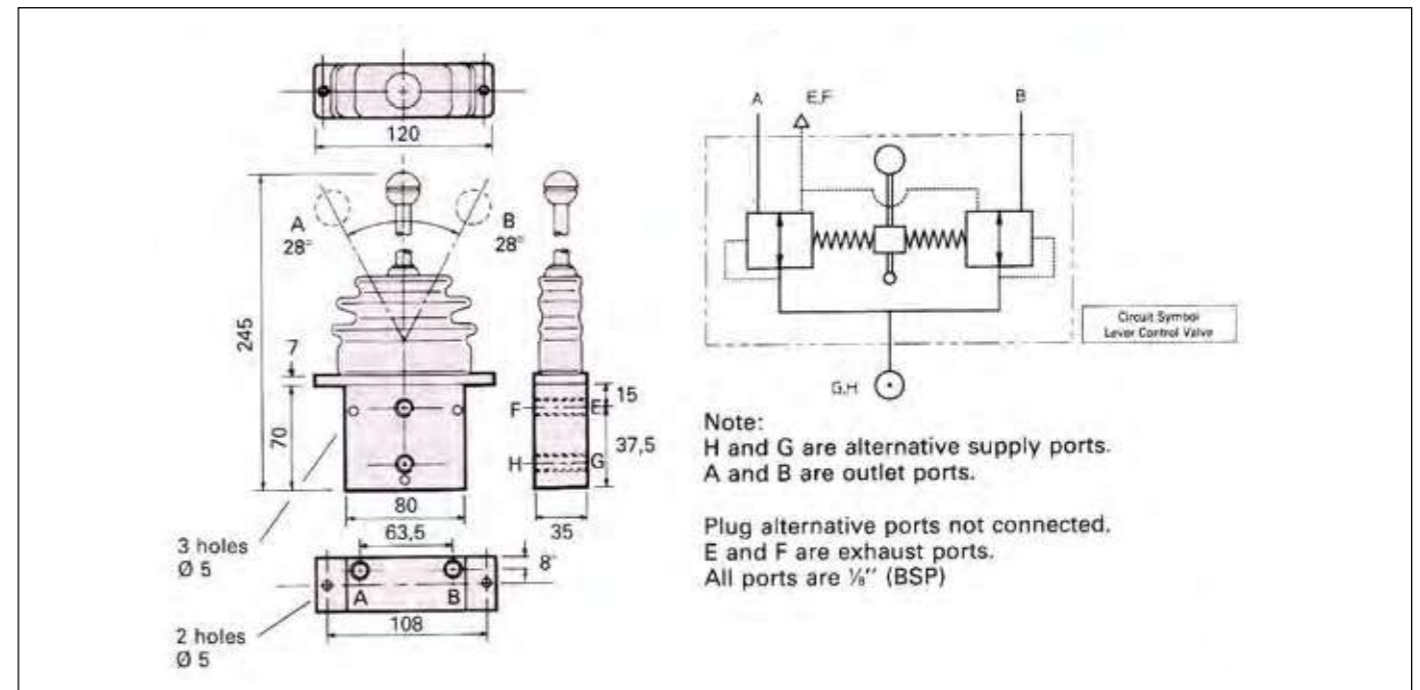 120
A
28°
B
28°
245
7
70
F
E
15
37,5
H
G
80
63,5
35
3 holes
Ø 5
8
A
B
108
2 holes
Ø 5
A
E,F
B
G,H
Circuit Symbol
Lever Control Valve
Note:
H and G are alternative supply ports.
A and B are outlet ports.
Plug alternative ports not connected.
E and F are exhaust ports.
All ports are ⅛″ (BSP)